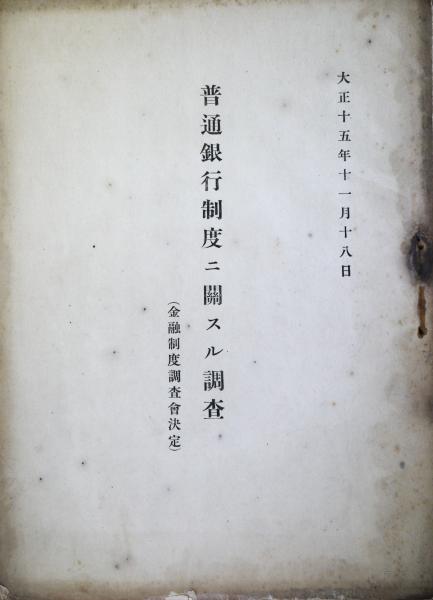 大正十五年十一月十八日
普通銀行制度ニ關スル調査
(金融制度調査會決定)